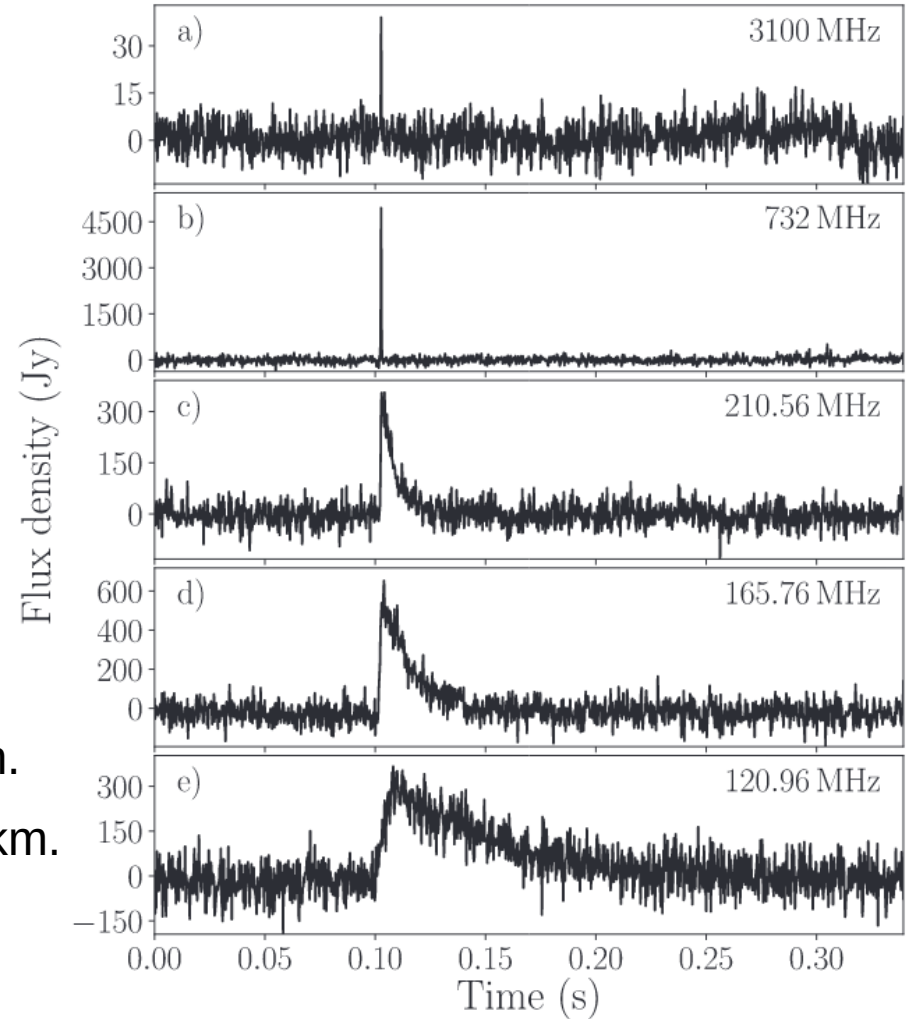 a)
3100 MHz
30
15
0
b)
732 MHz
4500
3000
1500
0
c)
210.56 MHz
300
150
0
d)
165.76 MHz
600
400
200
0
e)
120.96 MHz
300
150
0
−150
0.00 0.05 0.10 0.15 0.20 0.25 0.30
Time (s)
Flux density (Jy)
km.